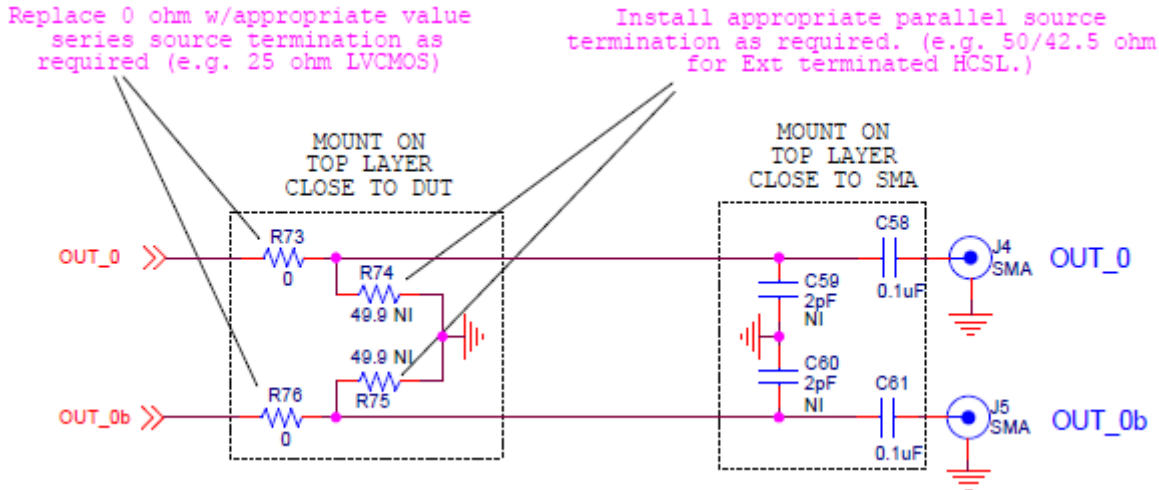 Replace 0 ohm w/appropriate value
series source termination as
required (e.g. 25 ohm LVCMOS)
Install appropriate parallel source
termination as required. (e.g. 50/42.5 ohm
for Ext terminated HCSL.)
MOUNT ON
TOP LAYER
CLOSE TO DUT
MOUNT ON
TOP LAYER
CLOSE TO SMA
OUT_0
R73
0
R74
49.9 NI
49.9 NI
R75
OUT_0b
R76
0
C59
2pF
NI
C60
2pF
NI
C58
0.1uF
J4
SMA
OUT_0
C61
0.1uF
J5
SMA
OUT_0b